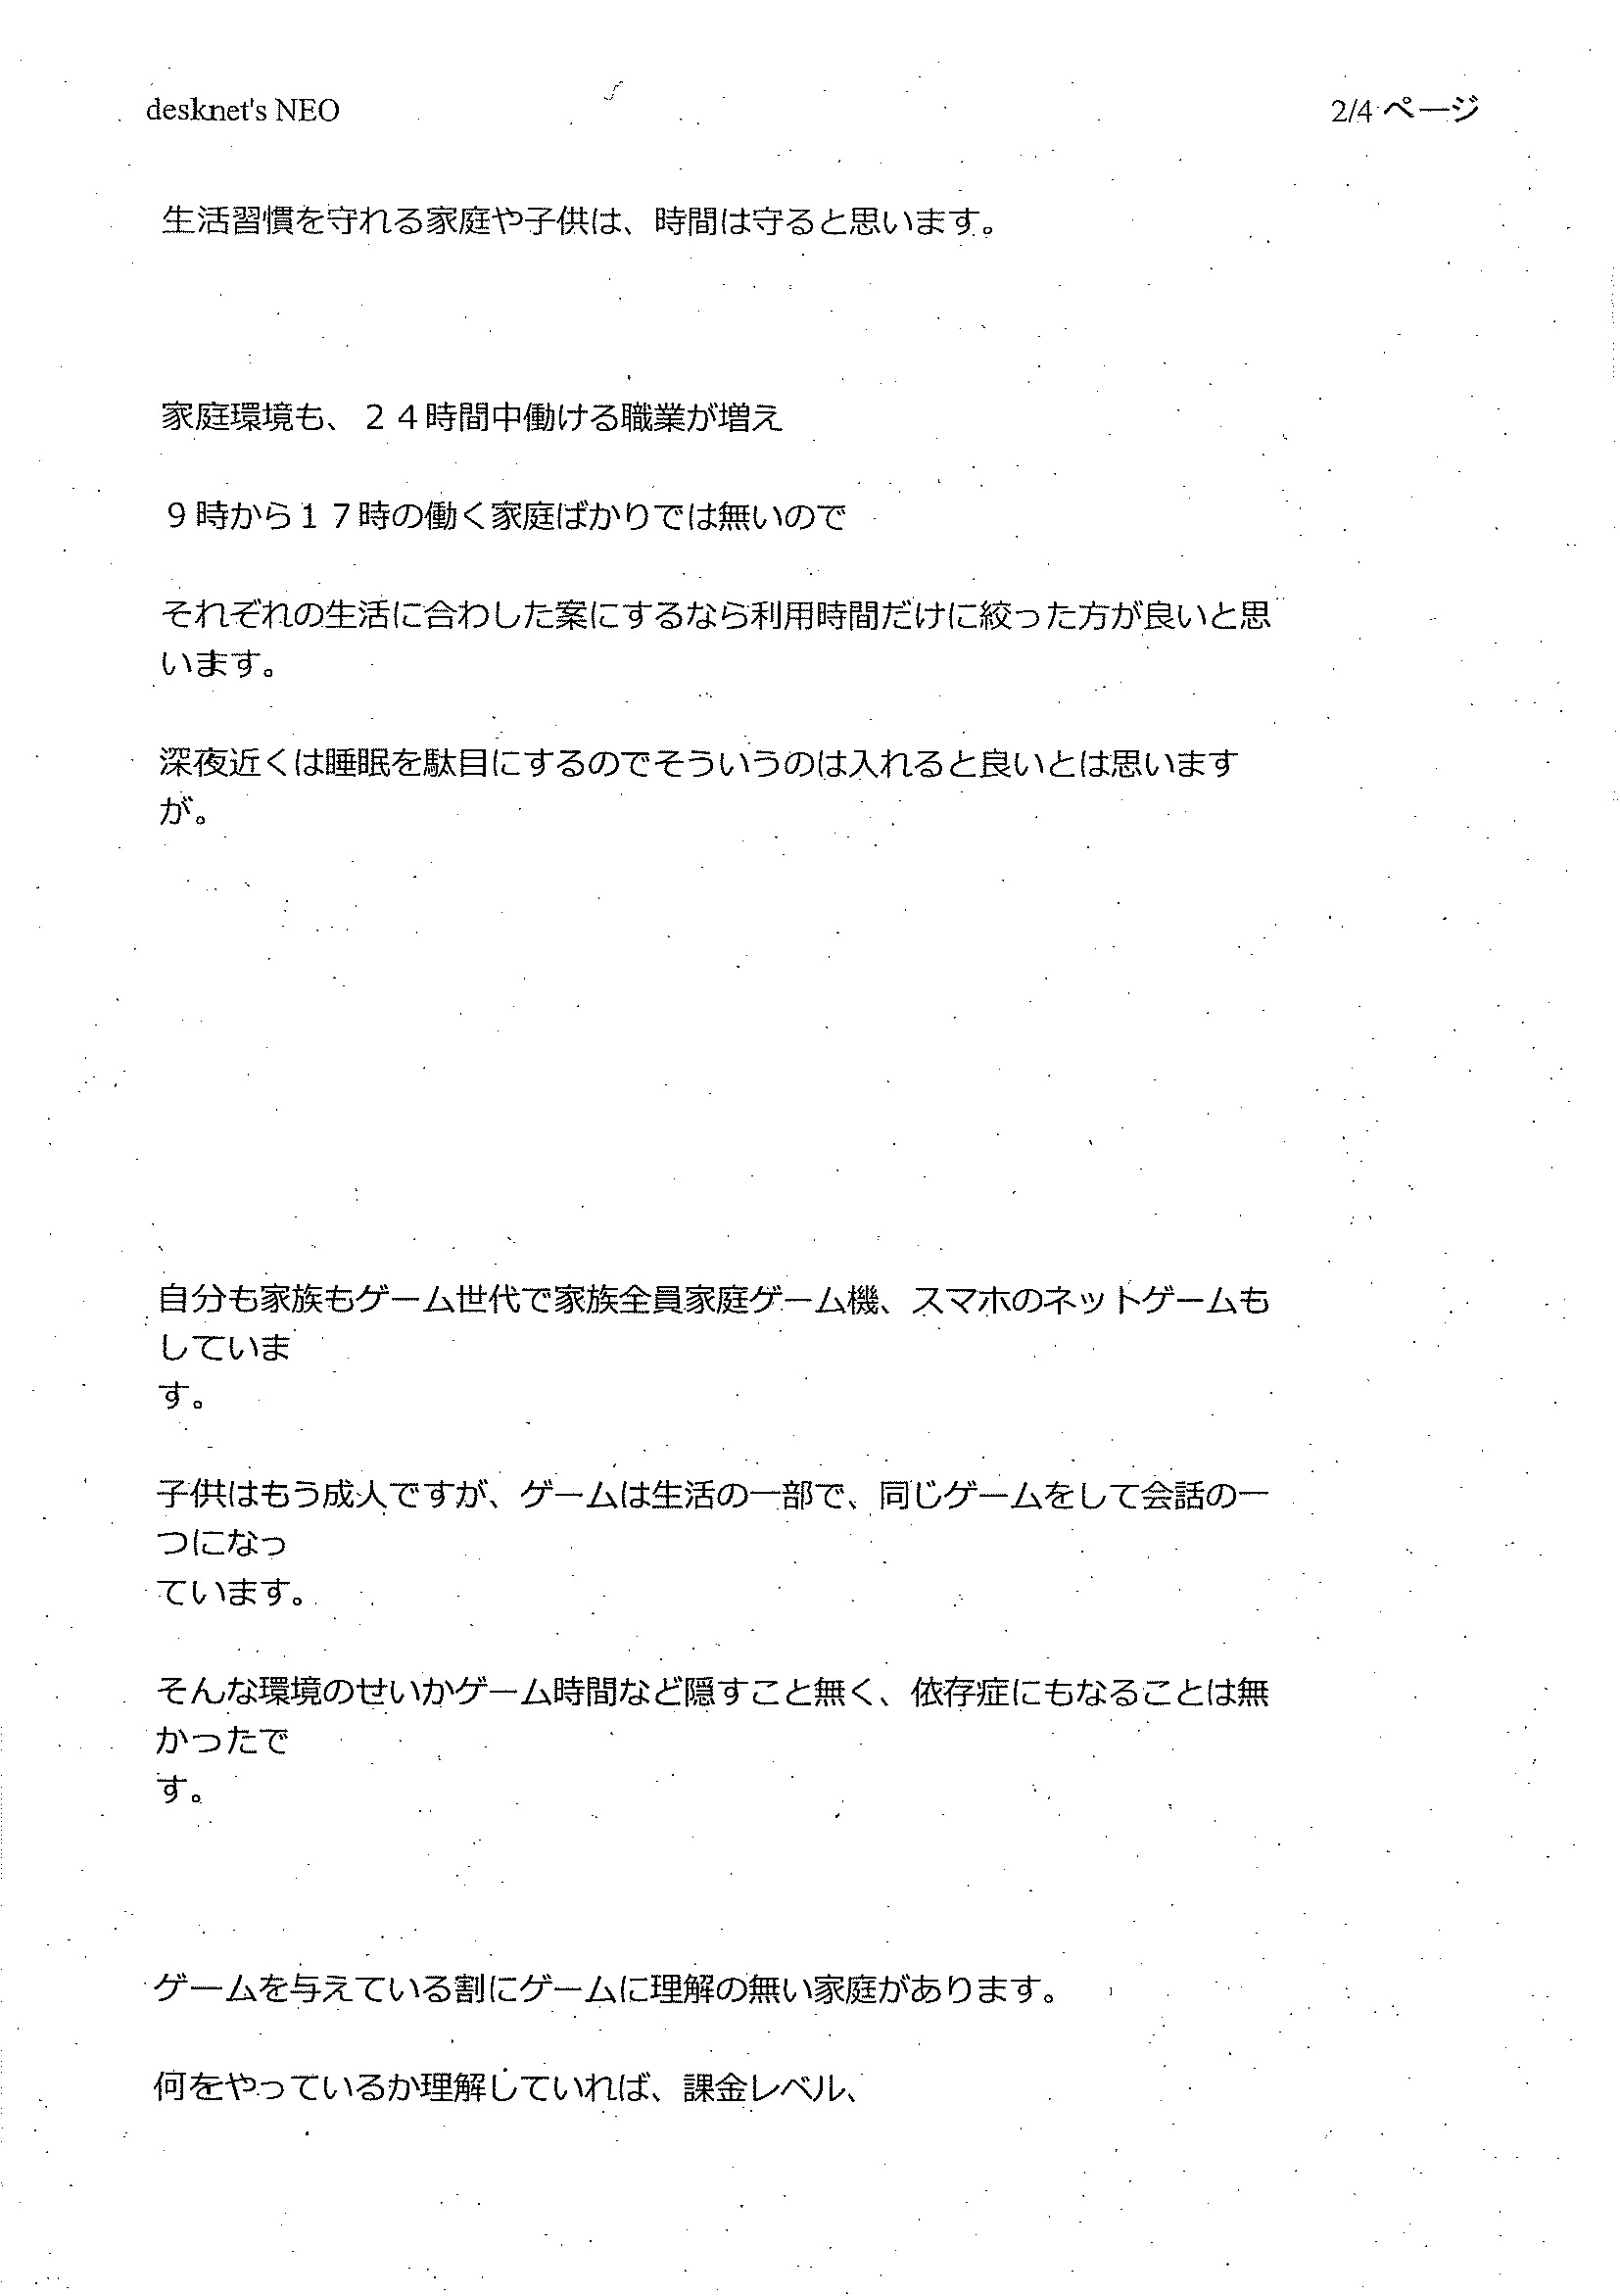 desknet's NEO
2/4 ページ
生活習慣を守れる家庭や子供は、時間は守ると思います。
家庭環境も、２４時間中働ける職業が増え
９時から１７時の働く家庭ばかりでは無いので
それぞれの生活に合わした案にするなら利用時間だけに絞った方が良いと思
います。
深夜近くは睡眠を駄目にするのでそういうのは入れると良いとは思います
が。
自分も家族もゲーム世代で家族全員家庭ゲーム機、スマホのネットゲームも
していま
す。
子供はもう成人ですが、ゲームは生活の一部で、同じゲームをして会話の一
つになっ
ています。
そんな環境のせいかゲーム時間など隠すこと無く、依存症にもなることは無
かったで
す。
ゲームを与えている割にゲームに理解の無い家庭があります。
何をやっているか理解していれば、課金レベル、